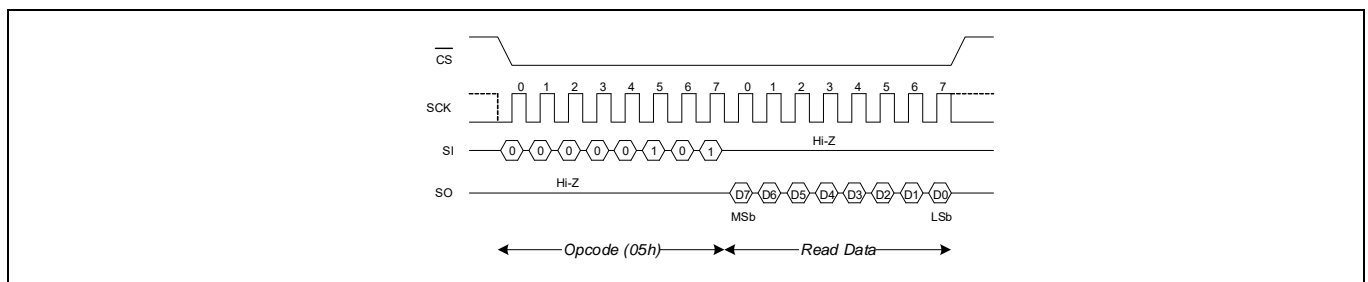 CS
0 1 2 3 4 5 6 7 0 1 2 3 4 5 6 7
SCK
Hi-Z
SI 0 0 0 0 0 1 0 1
Hi-Z
SO D7 D6 D5 D4 D3 D2 D1 D0
MSb LSb
Opcode (05h) Read Data